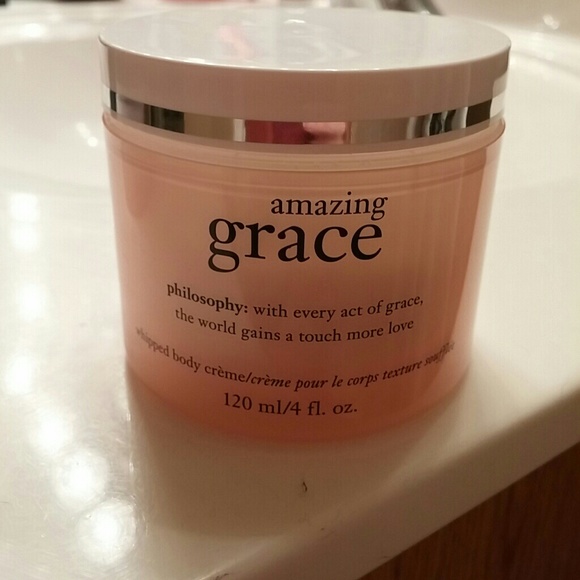 amazing
grace
philosophy: with every act of grace,
the world gains a touch more love
whipped body crème/crème pour le corps texture soufflée
120 ml/4 fl. oz.